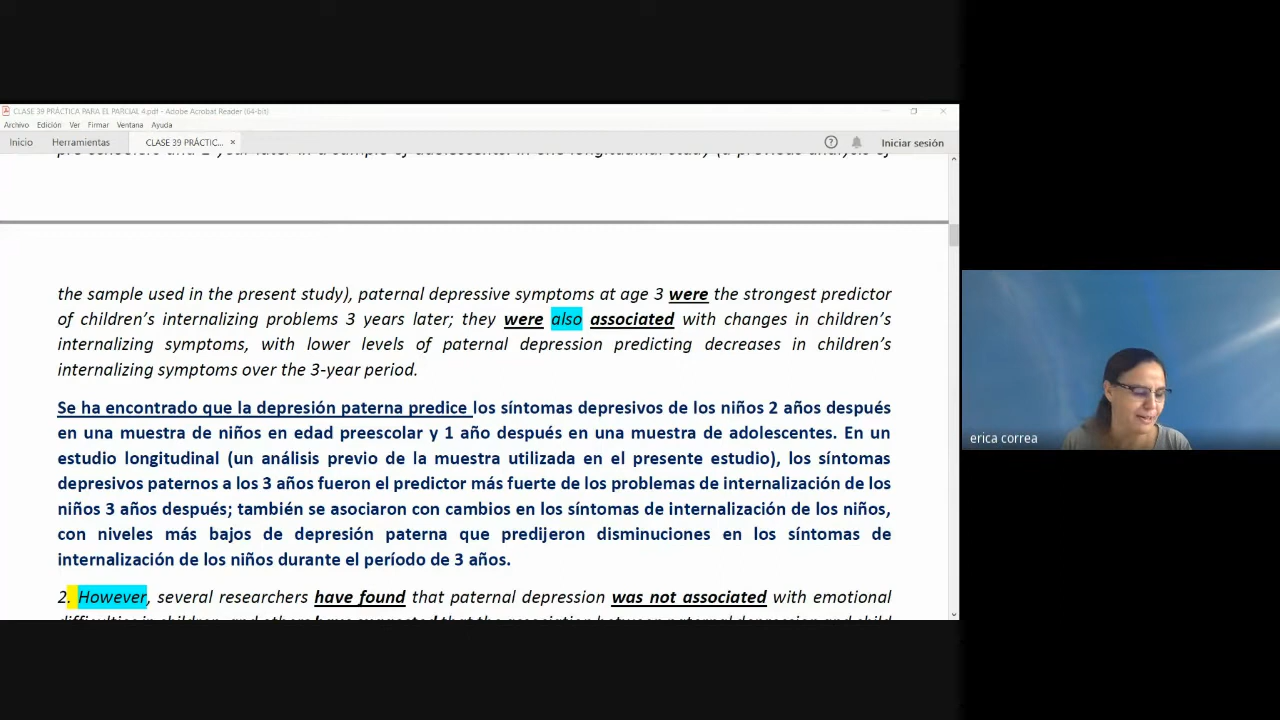 CLASE 39 PRÁCTICA PARA EL PARCIAL 4.pdf - Adobe Acrobat Reader (64-bit)
Archivo Edición Ver Firmar Ventana Ayuda
Inicio Herramientas CLASE 39 PRÁCTIC... × Iniciar sesión
the sample used in the present study), paternal depressive symptoms at age 3 were the strongest predictor
of children's internalizing problems 3 years later; they were also associated with changes in children's
internalizing symptoms, with lower levels of paternal depression predicting decreases in children's
internalizing symptoms over the 3-year period.
Se ha encontrado que la depresión paterna predice los síntomas depresivos de los niños 2 años después
en una muestra de niños en edad preescolar y 1 año después en una muestra de adolescentes. En un
estudio longitudinal (un análisis previo de la muestra utilizada en el presente estudio), los síntomas
depresivos paternos a los 3 años fueron el predictor más fuerte de los problemas de internalización de los
niños 3 años después; también se asociaron con cambios en los síntomas de internalización de los niños,
con niveles más bajos de depresión paterna que predijeron disminuciones en los síntomas de
internalización de los niños durante el período de 3 años.
2. However, several researchers have found that paternal depression was not associated with emotional
erica correa